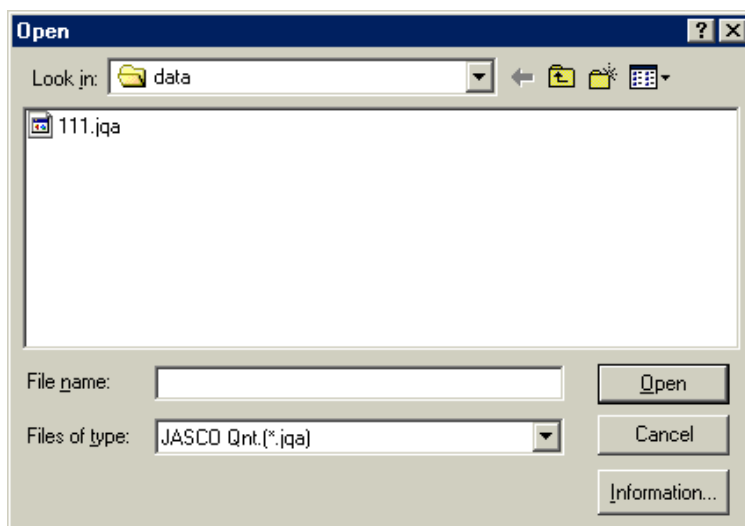 Open
Look in: data
111.jqa
File name:
Open
Files of type: JASCO Qnt.(*.jqa)
Cancel
Information...